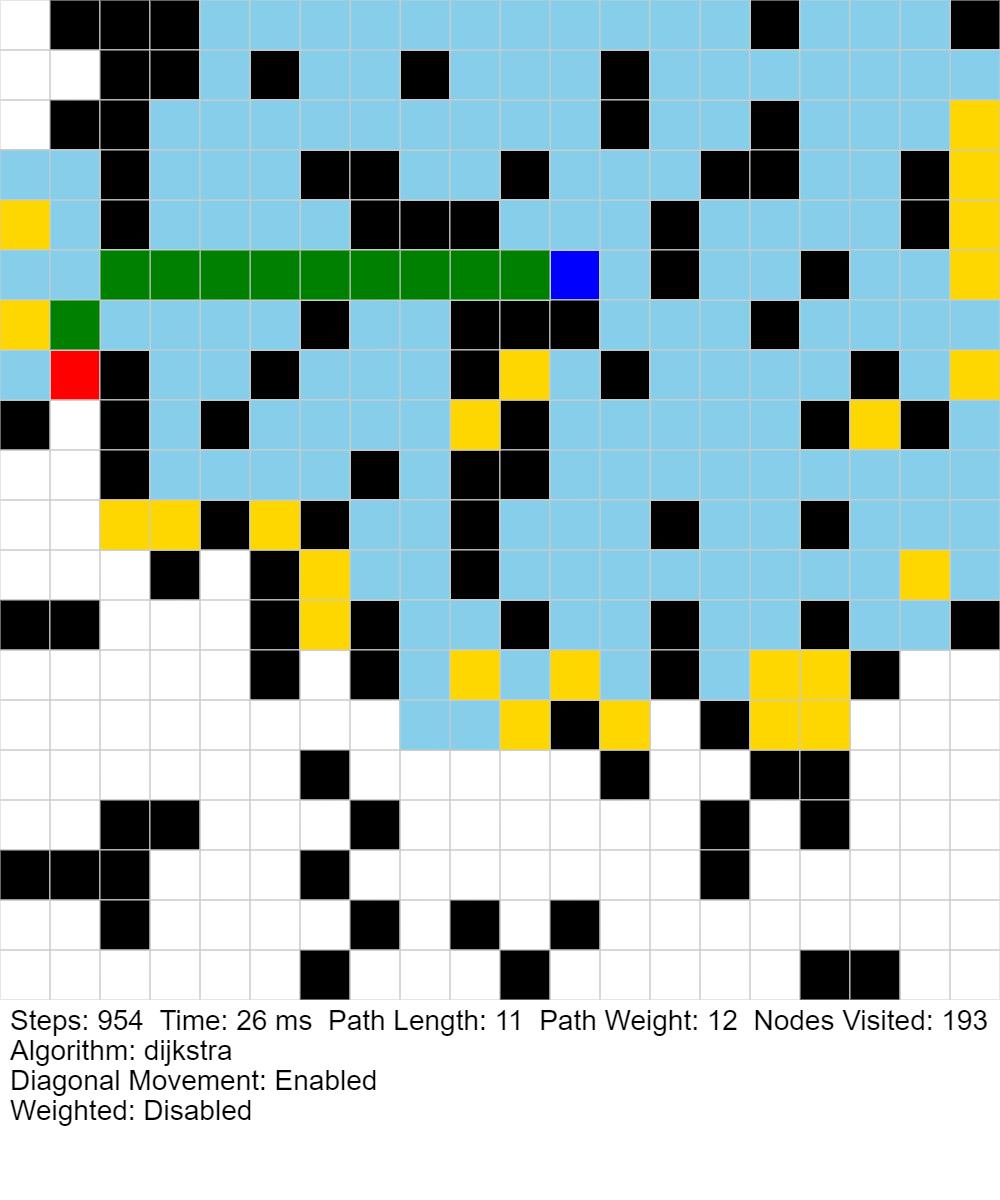 Steps: 954  Time: 26 ms  Path Length: 11  Path Weight: 12  Nodes Visited: 193
Algorithm: dijkstra
Diagonal Movement: Enabled
Weighted: Disabled